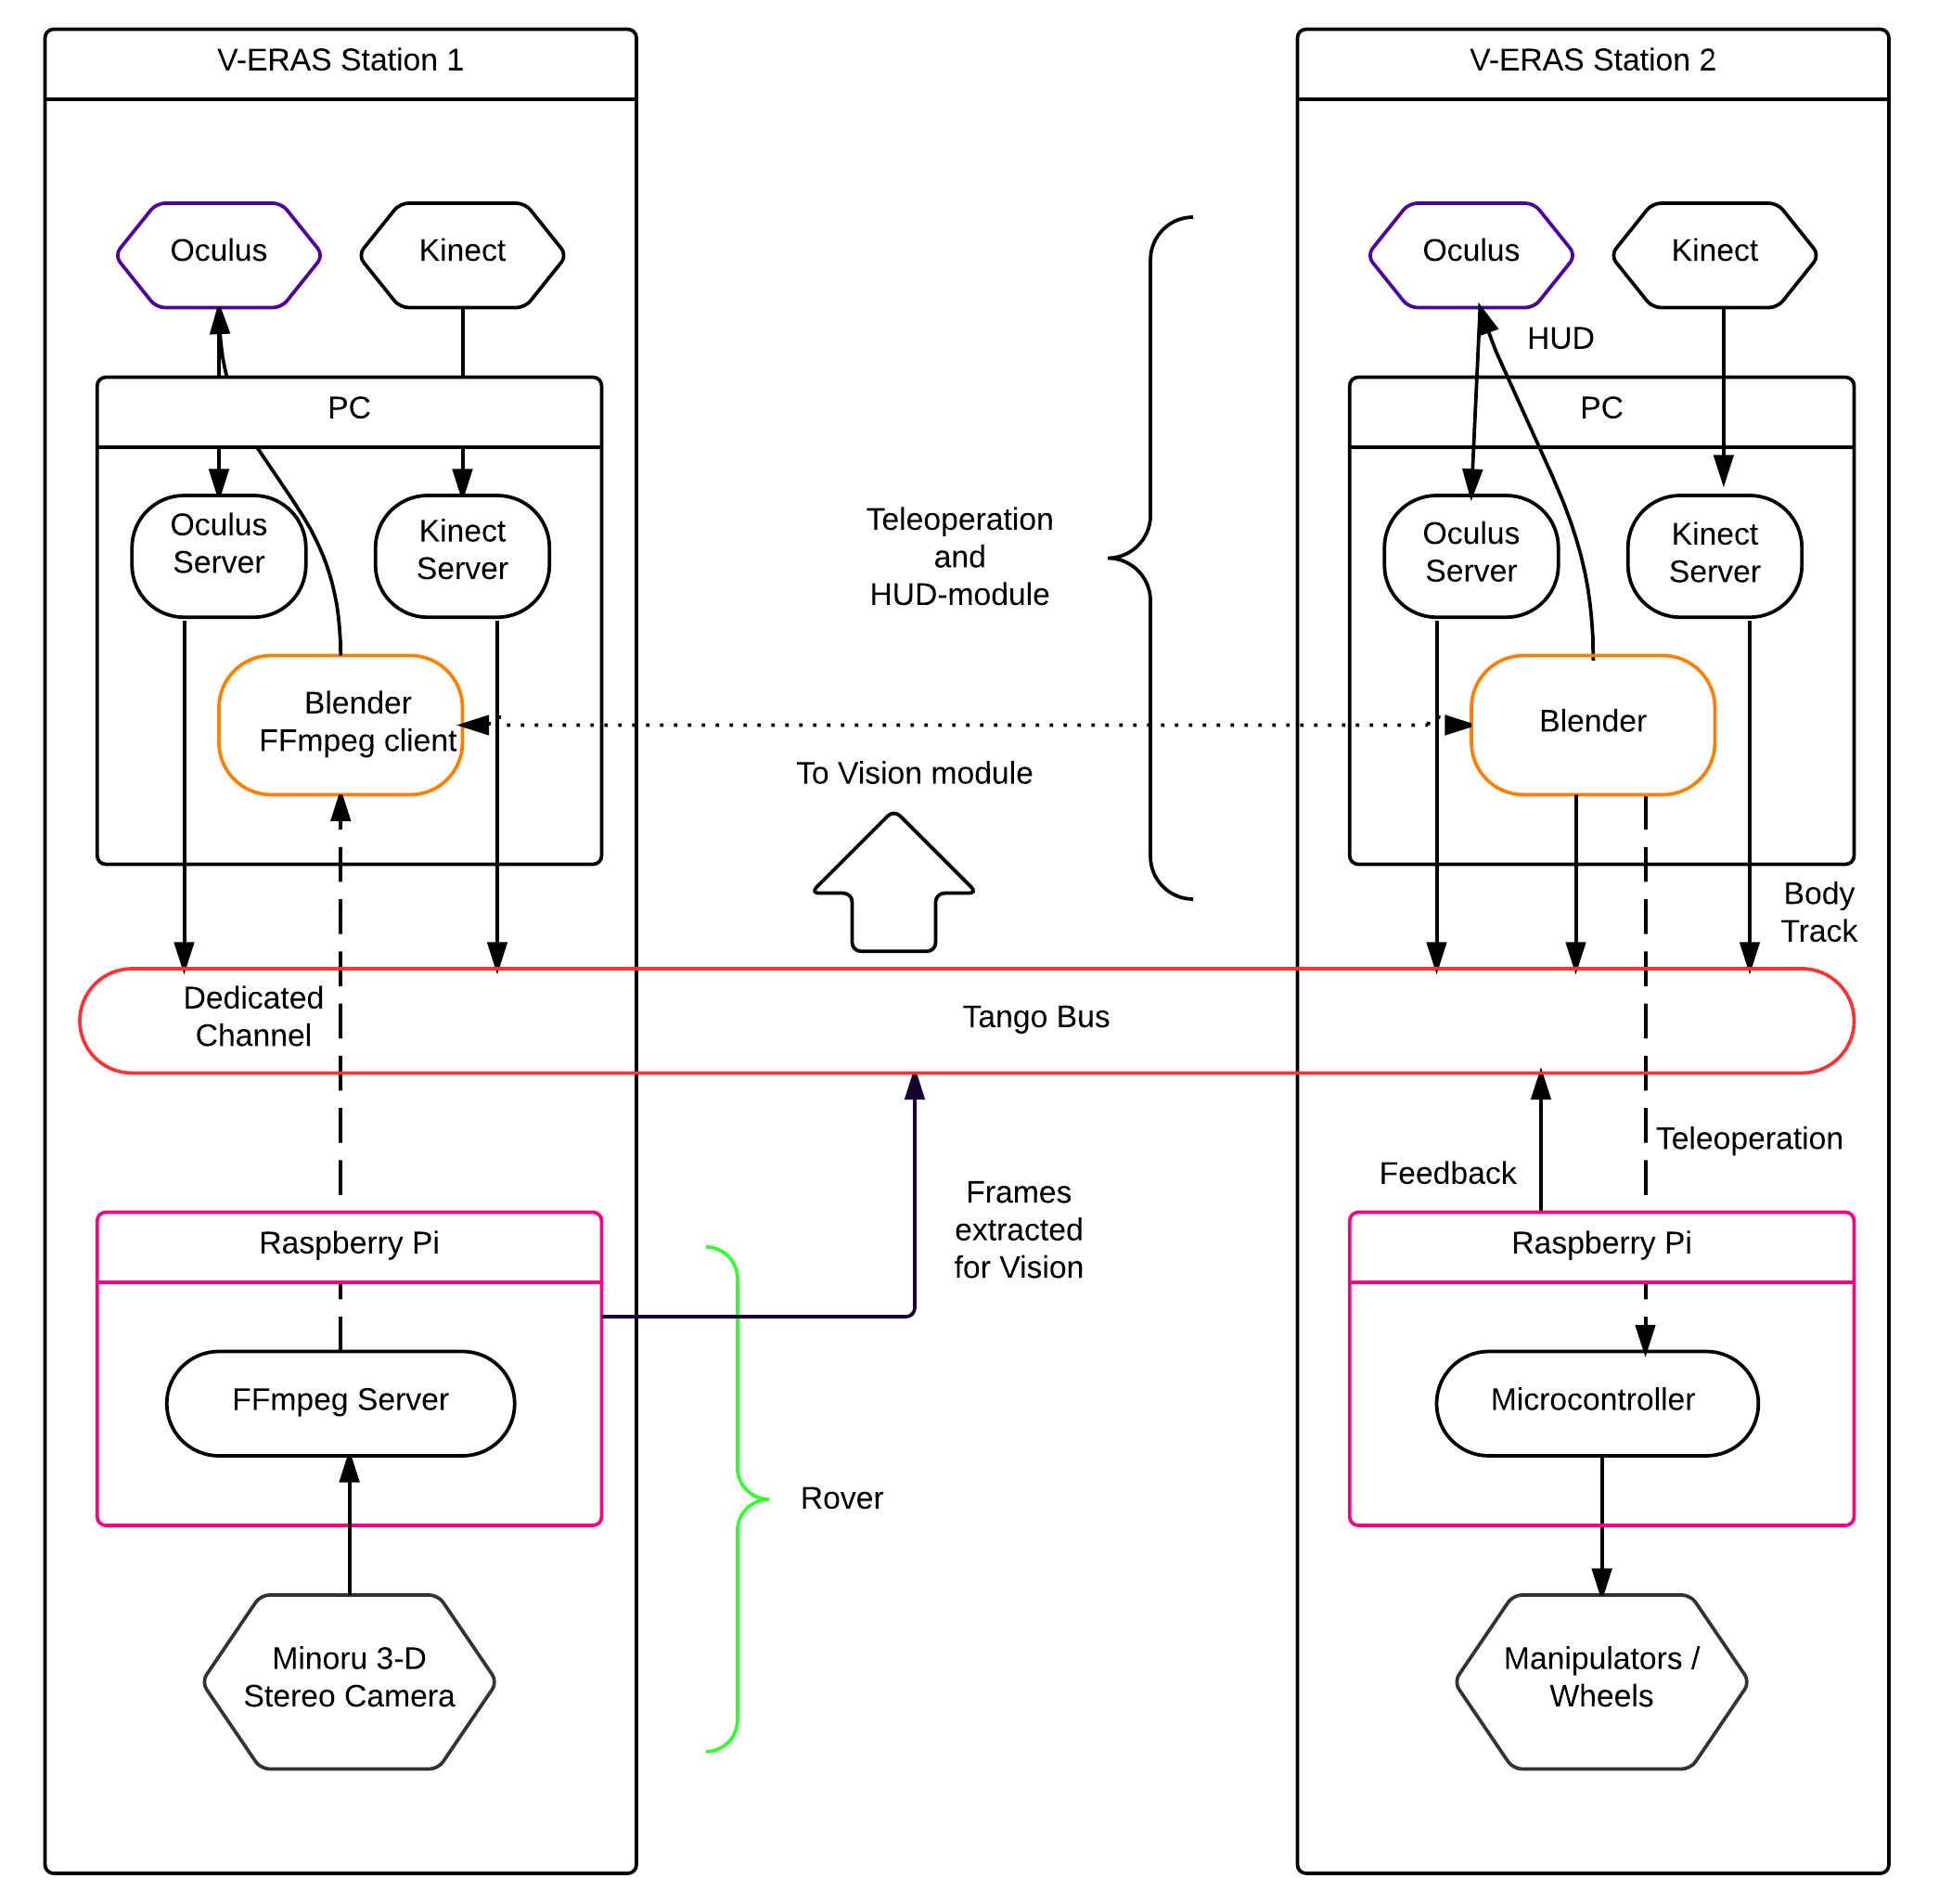 V-ERAS Station 1
V-ERAS Station 2
Oculus
Kinect
Oculus
Kinect
HUD
PC
PC
Oculus
Server
Kinect
Server
Teleoperation
and
HUD-module
Oculus
Server
Kinect
Server
Blender
FFmpeg client
Blender
To Vision module
Body
Track
Dedicated
Channel
Tango Bus
Teleoperation
Feedback
Frames
extracted
for Vision
Raspberry Pi
Raspberry Pi
FFmpeg Server
Microcontroller
Rover
Minoru 3-D
Stereo Camera
Manipulators /
Wheels